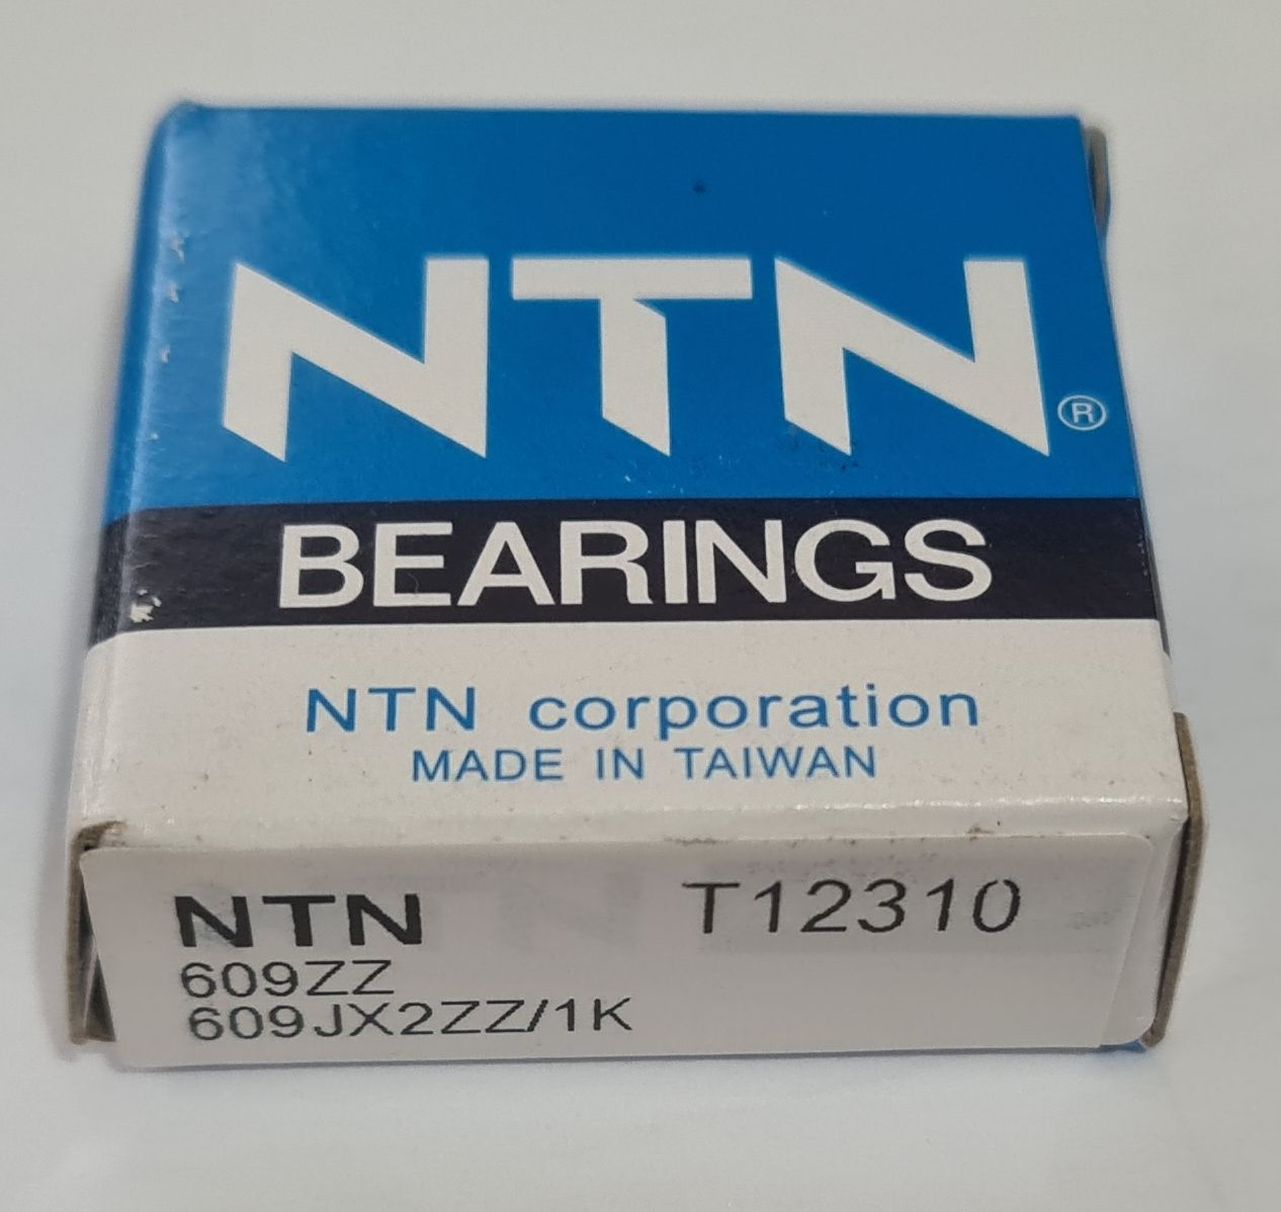 NTN®
BEARINGS
NTN corporation
MADE IN TAIWAN
NTN T12310
609ZZ
609JX2ZZ/1K